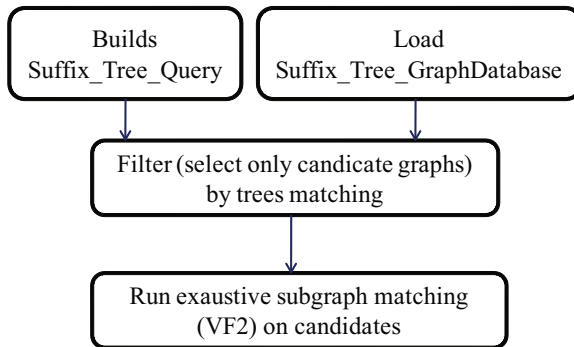 Builds
Suffix_Tree_Query
Load
Suffix_Tree_GraphDatabase
Filter (select only candicate graphs)
by trees matching
Run exaustive subgraph matching
(VF2) on candidates